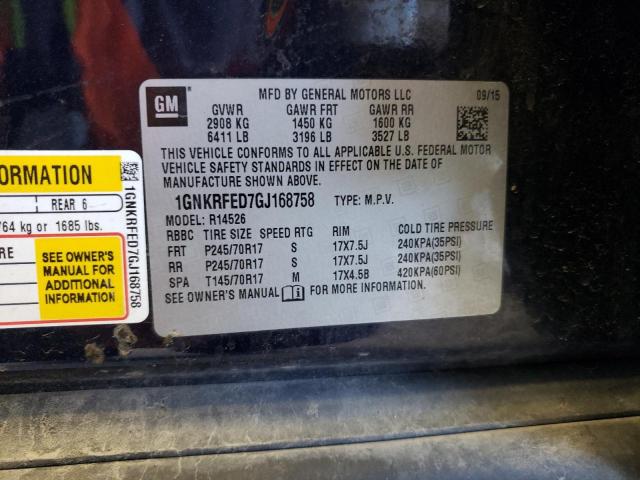 GM
MFD BY GENERAL MOTORS LLC
09/15
GVWR GAWR FRT GAWR RR
2908 KG 1450 KG 1600 KG
6411 LB 3196 LB 3527 LB
THIS VEHICLE CONFORMS TO ALL APPLICABLE U.S. FEDERAL MOTOR
VEHICLE SAFETY STANDARDS IN EFFECT ON THE DATE OF
MANUFACTURE SHOWN ABOVE.
1GNKRFED7GJ168758 TYPE: M.P.V.
MODEL: R14526
RBBC TIRE SIZE SPEED RTG RIM COLD TIRE PRESSURE
FRT P245/70R17 S 17X7.5J 240KPA(35PSI)
RR P245/70R17 S 17X7.5J 240KPA(35PSI)
SPA T145/70R17 M 17X4.5B 420KPA(60PSI)
SEE OWNER'S MANUAL FOR MORE INFORMATION.
ORMATION
REAR 6
764 kg or 1685 lbs.
RE
SEE OWNER'S
MANUAL FOR
ADDITIONAL
INFORMATION
1GNKRFED7GJ168758